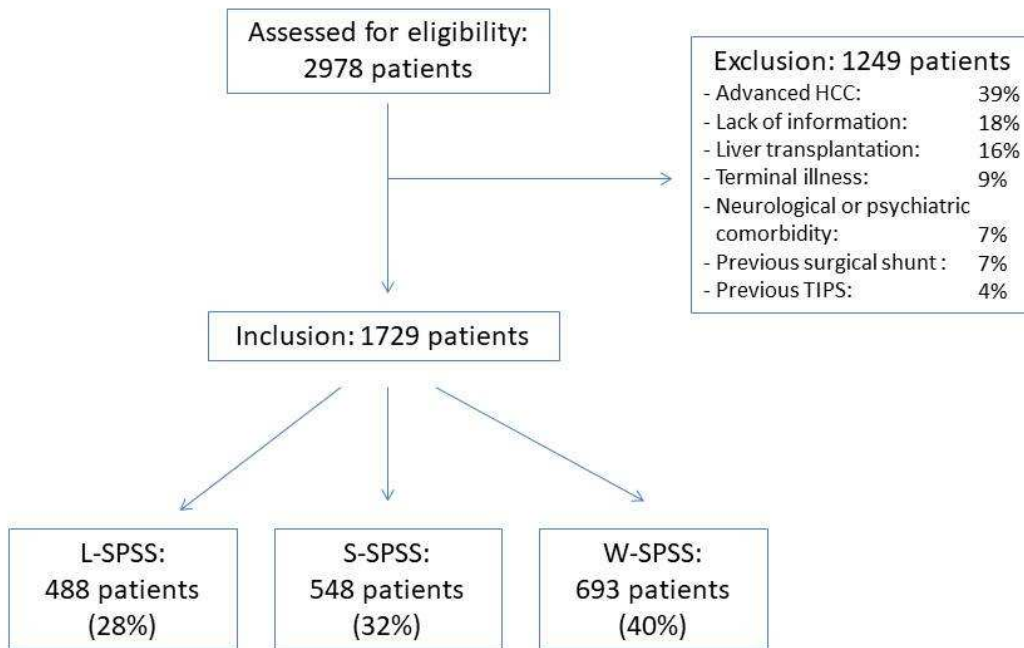 Assessed for eligibility:
2978 patients
Exclusion: 1249 patients
- Advanced HCC: 39%
- Lack of information: 18%
- Liver transplantation: 16%
- Terminal illness: 9%
- Neurological or psychiatric
comorbidity: 7%
- Previous surgical shunt : 7%
- Previous TIPS: 4%
Inclusion: 1729 patients
L-SPSS:
488 patients
(28%)
S-SPSS:
548 patients
(32%)
W-SPSS:
693 patients
(40%)